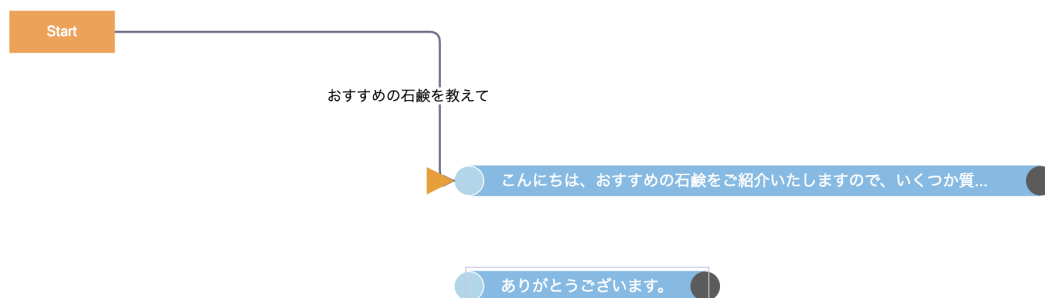 Start
おすすめの石鹸を教えて
こんにちは、おすすめの石鹸をご紹介いたしますので、いくつか質...
ありがとうございます。